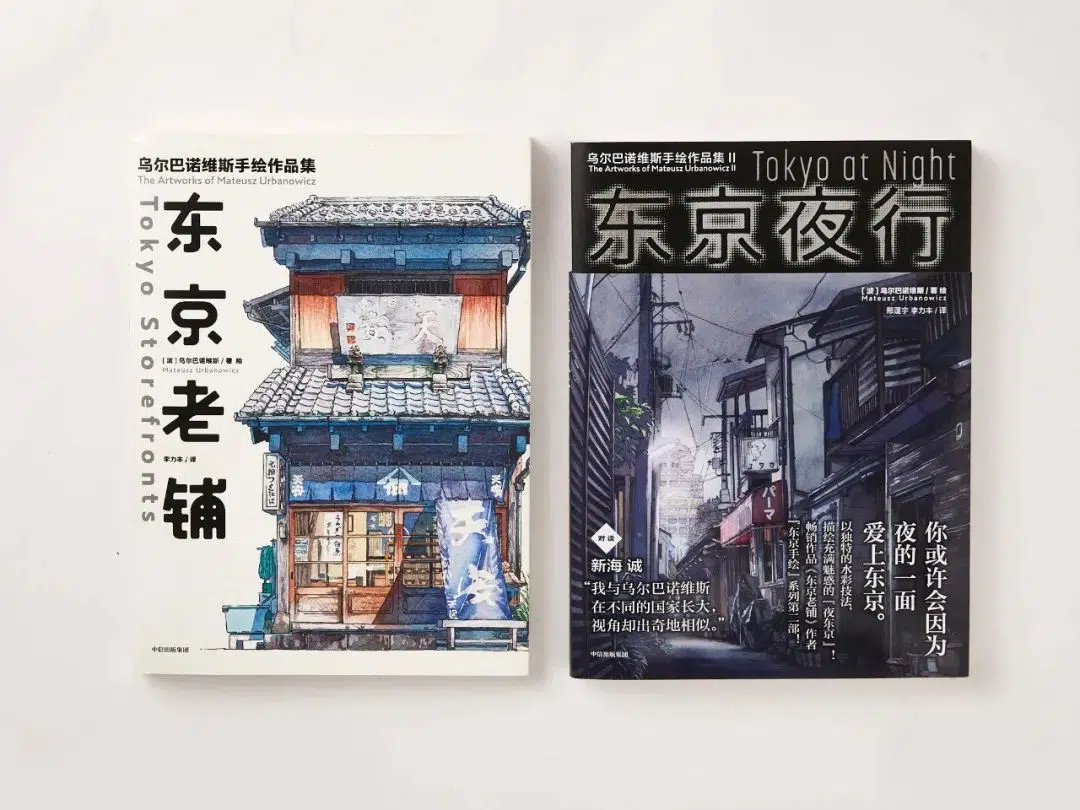 乌尔巴诺维斯手绘作品集
The Artworks of Mateusz Urbanowicz
东京老铺
Tokyo Storefronts
[波]乌尔巴诺维斯/著 绘
Mateusz Urbanowicz
李力丰/译
天安
天丼
中信出版集团
乌尔巴诺维斯手绘作品集 II
The Artworks of Mateusz Urbanowicz II
Tokyo at Night
东京夜行
[波]乌尔巴诺维斯/著 绘
Mateusz Urbanowicz
邢莲宇 李力丰/译
パーマ
你或许会因为
夜的一面
爱上东京。
以独特的水彩技法、
描绘充满魅惑的“夜东京”!
畅销作品《东京老铺》作者
『东京手绘』系列第二部!
对谈
新海 诚
“我与乌尔巴诺维斯
在不同的国家长大,
视角却出奇地相似。”
中信出版集团